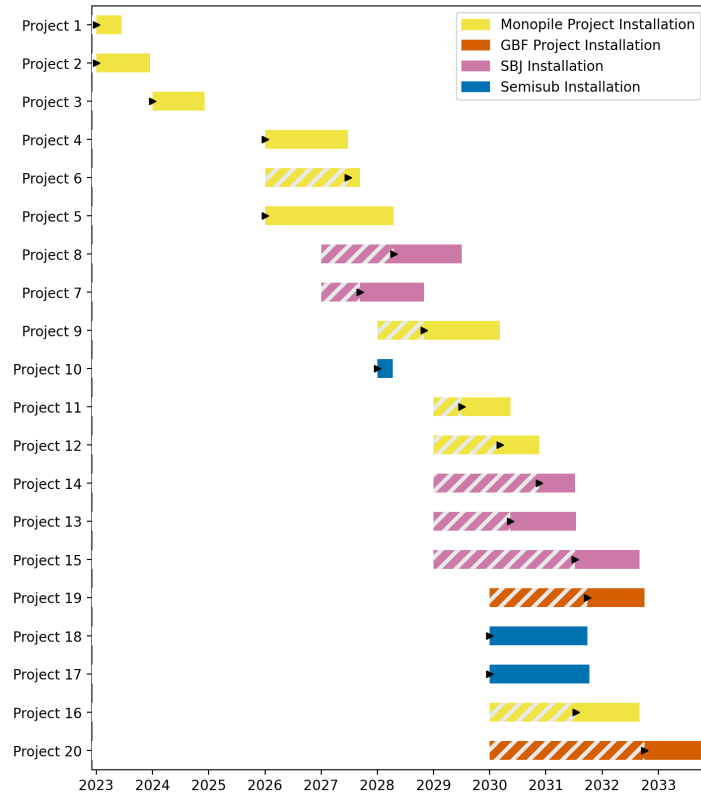 Project 1
Project 2
Project 3
Project 4
Project 6
Project 5
Project 8
Project 7
Project 9
Project 10
Project 11
Project 12
Project 14
Project 13
Project 15
Project 19
Project 18
Project 17
Project 16
Project 20
Monopile Project Installation
GBF Project Installation
SBJ Installation
Semisub Installation
2023 2024 2025 2026 2027 2028 2029 2030 2031 2032 2033